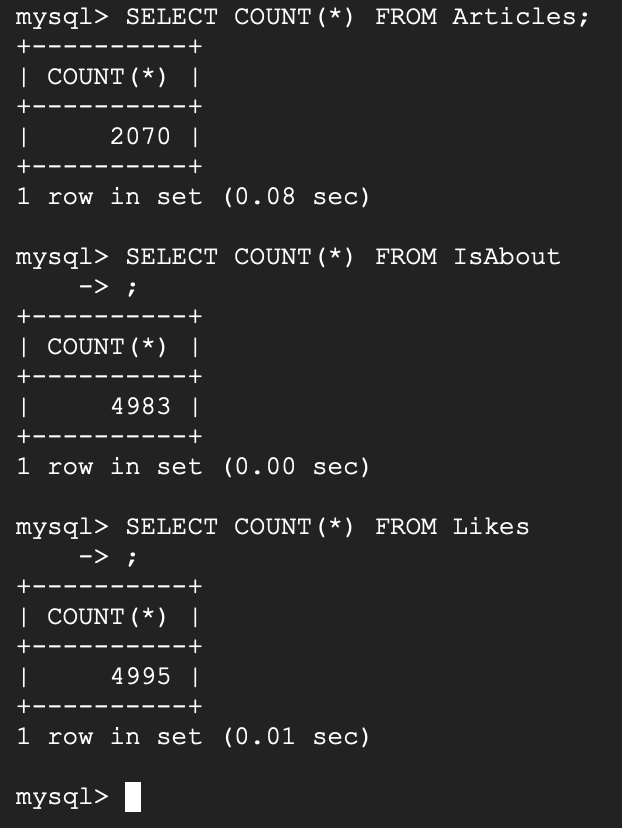 mysql> SELECT COUNT(*) FROM Articles;
+----------+
| COUNT(*) |
+----------+
|     2070 |
+----------+
1 row in set (0.08 sec)

mysql> SELECT COUNT(*) FROM IsAbout
    -> ;
+----------+
| COUNT(*) |
+----------+
|     4983 |
+----------+
1 row in set (0.00 sec)

mysql> SELECT COUNT(*) FROM Likes
    -> ;
+----------+
| COUNT(*) |
+----------+
|     4995 |
+----------+
1 row in set (0.01 sec)

mysql>